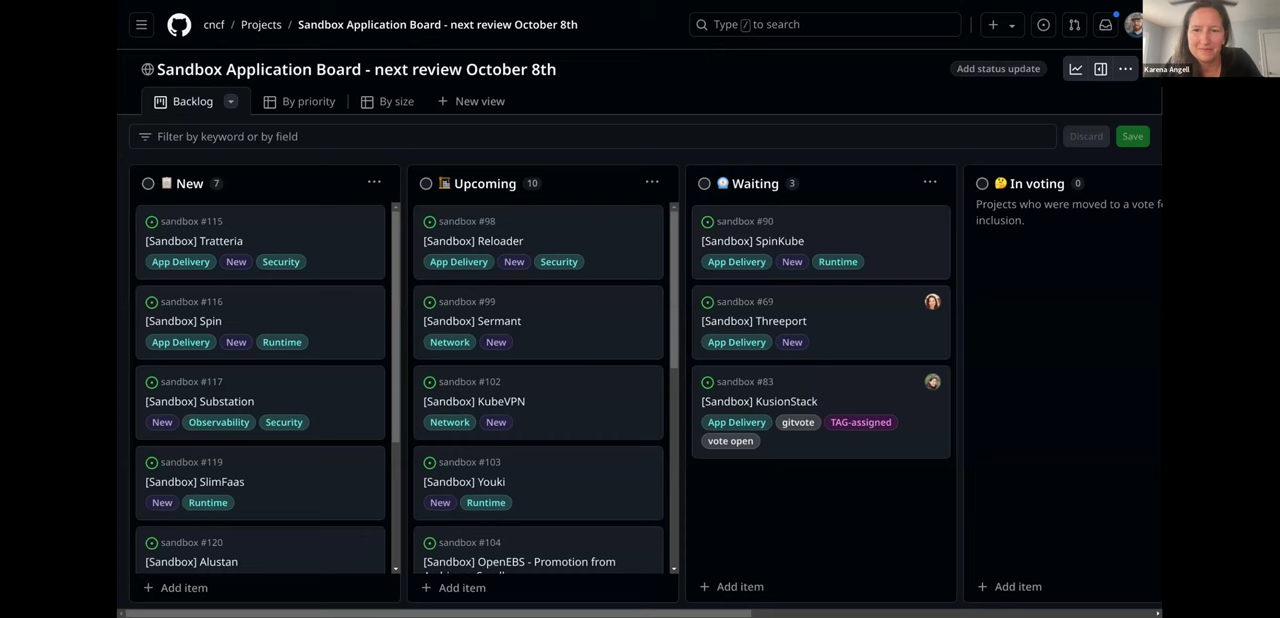 cncf / Projects / Sandbox Application Board - next review October 8th
Type / to search
Karena Angell
Sandbox Application Board - next review October 8th
Add status update
Backlog
By priority
By size
New view
Filter by keyword or by field
Discard
Save
New 7
sandbox #115
[Sandbox] Tratteria
App Delivery New Security
sandbox #116
[Sandbox] Spin
App Delivery New Runtime
sandbox #117
[Sandbox] Substation
New Observability Security
sandbox #119
[Sandbox] SlimFaas
New Runtime
sandbox #120
[Sandbox] Alustan
Add item
Upcoming 10
sandbox #98
[Sandbox] Reloader
App Delivery New Security
sandbox #99
[Sandbox] Sermant
Network New
sandbox #102
[Sandbox] KubeVPN
Network New
sandbox #103
[Sandbox] Youki
New Runtime
sandbox #104
[Sandbox] OpenEBS - Promotion from
Add item
Waiting 3
sandbox #90
[Sandbox] SpinKube
App Delivery New Runtime
sandbox #69
[Sandbox] Threeport
App Delivery New
sandbox #83
[Sandbox] KusionStack
App Delivery gitvote TAG-assigned
vote open
Add item
In voting 0
Projects who were moved to a vote
inclusion.
Add item